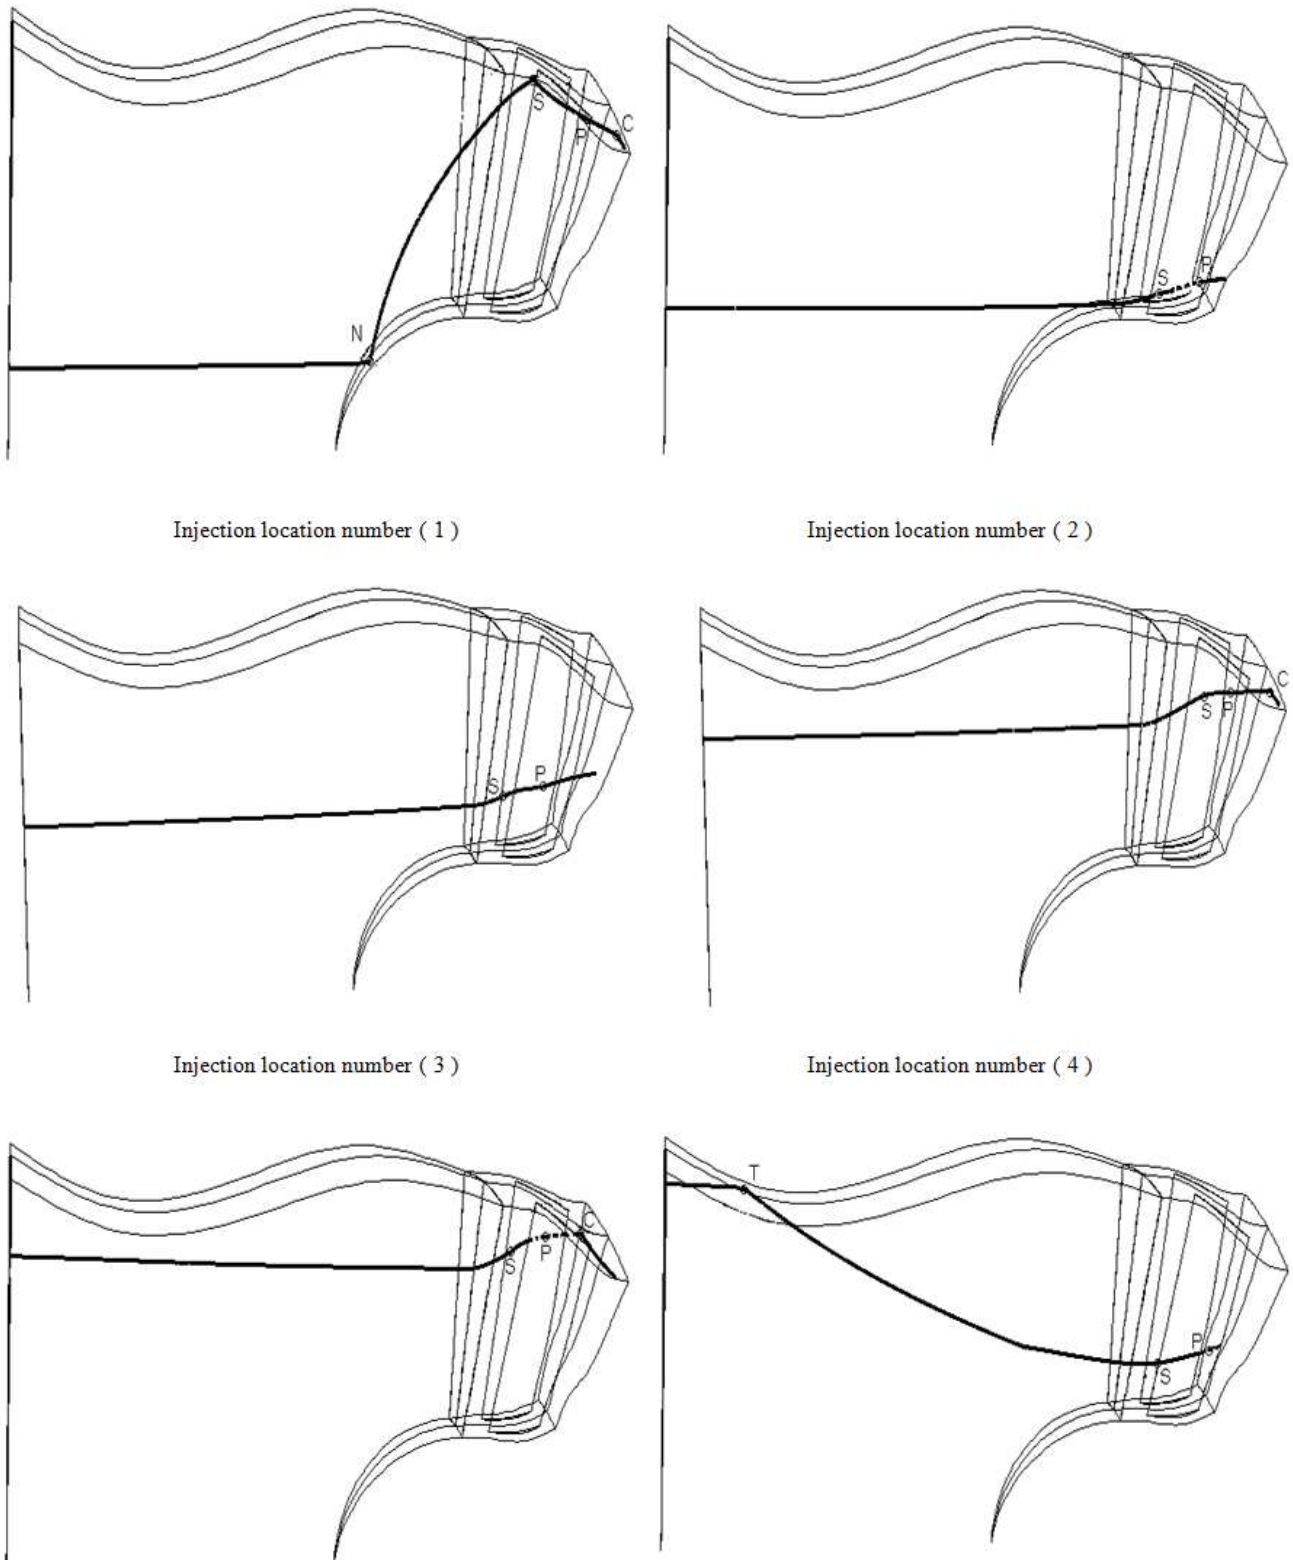 S
C
P
N
S
P
Injection location number ( 1 )
Injection location number ( 2 )
S
P
S
P
C
Injection location number ( 3 )
Injection location number ( 4 )
S
P
C
T
P
S